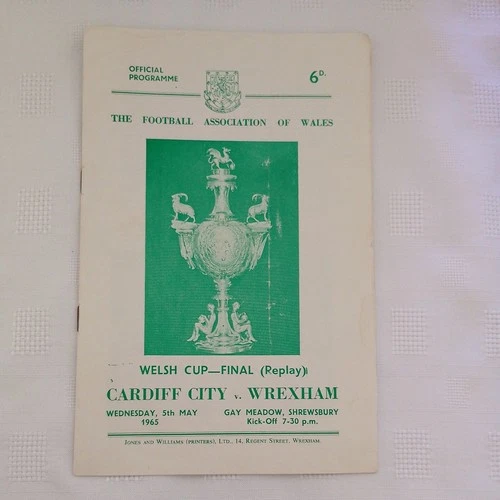 OFFICIAL
PROGRAMME
6D.
THE FOOTBALL ASSOCIATION OF WALES
WELSH CUP—FINAL (Replay)
CARDIFF CITY v. WREXHAM
WEDNESDAY, 5th MAY
1965
GAY MEADOW, SHREWSBURY
Kick-Off 7-30 p.m.
JONES AND WILLIAMS (PRINTERS), LTD., 14, REGENT STREET, WREXHAM.